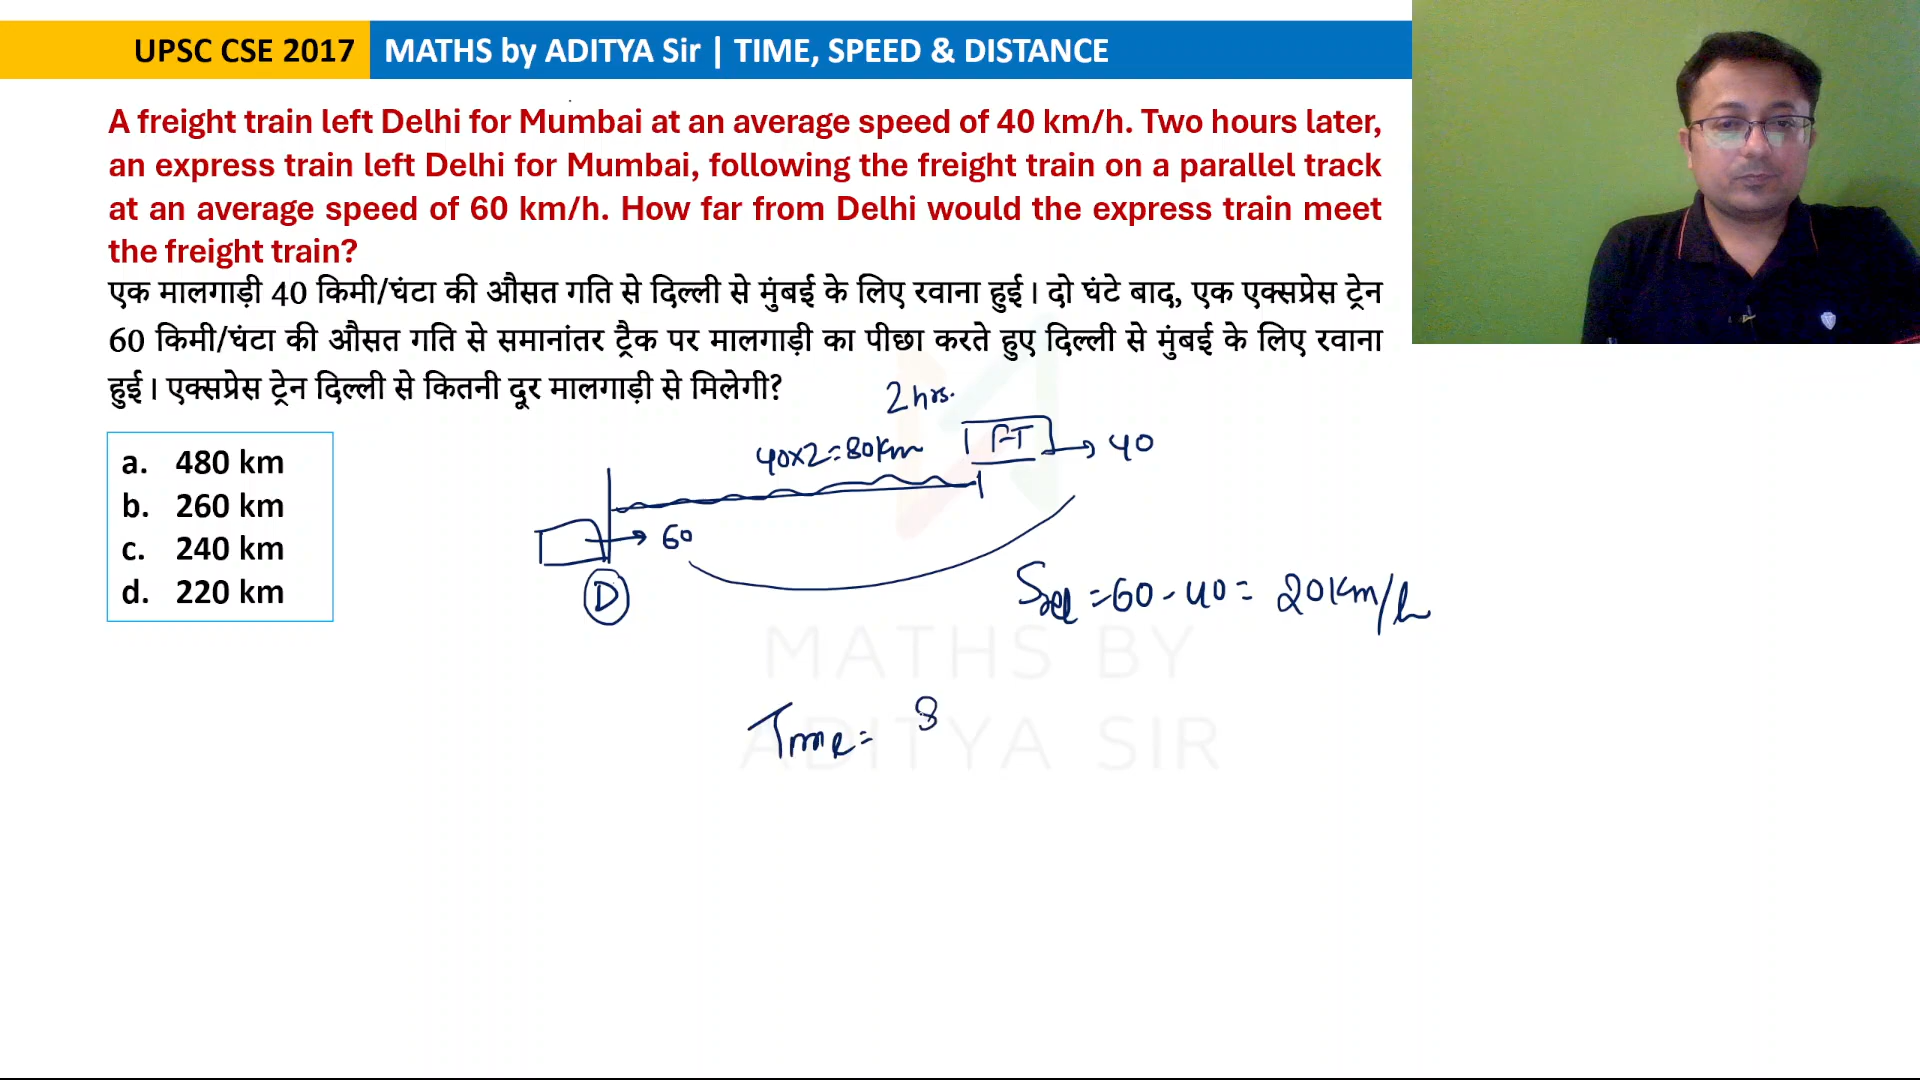 UPSC CSE 2017
MATHS by ADITYA Sir | TIME, SPEED & DISTANCE
A freight train left Delhi for Mumbai at an average speed of 40 km/h. Two hours later,
an express train left Delhi for Mumbai, following the freight train on a parallel track
at an average speed of 60 km/h. How far from Delhi would the express train meet
the freight train?
एक मालगाड़ी 40 किमी/घंटा की औसत गति से दिल्ली से मुंबई के लिए रवाना हुई। दो घंटे बाद, एक एक्सप्रेस ट्रेन
60 किमी/घंटा की औसत गति से समानांतर ट्रैक पर मालगाड़ी का पीछा करते हुए दिल्ली से मुंबई के लिए रवाना
हुई। एक्सप्रेस ट्रेन दिल्ली से कितनी दूर मालगाड़ी से मिलेगी?
a. 480 km
b. 260 km
c. 240 km
d. 220 km
2 hrs.
40x2=80km
FT
40
60
D
Srel = 60 - 40 = 20km/h
Time = 8
MATHS BY
ADITYA SIR